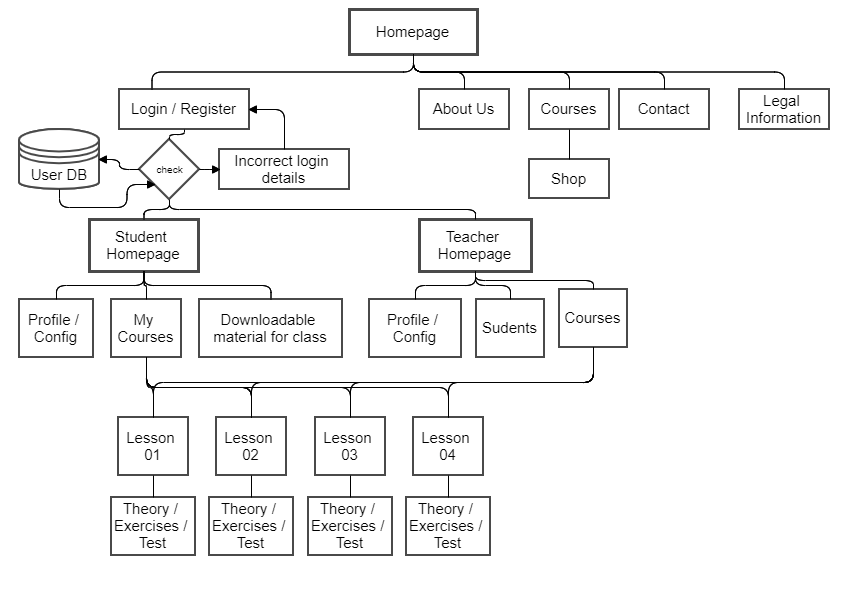 Homepage
Login / Register
About Us
Courses
Contact
Legal
Information
User DB
check
Incorrect login
details
Shop
Student
Homepage
Teacher
Homepage
Profile /
Config
My
Courses
Downloadable
material for class
Profile /
Config
Sudents
Courses
Lesson
01
Lesson
02
Lesson
03
Lesson
04
Theory /
Exercises /
Test
Theory /
Exercises /
Test
Theory /
Exercises /
Test
Theory /
Exercises /
Test